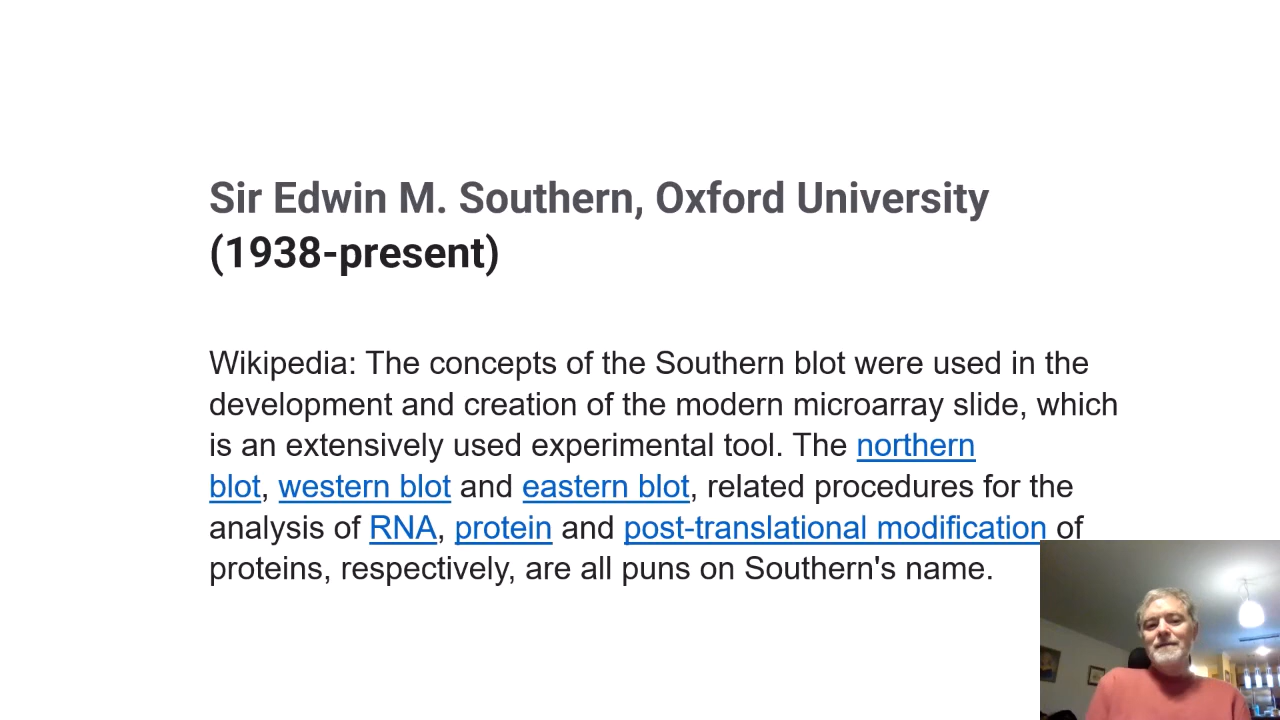 Sir Edwin M. Southern, Oxford University
(1938-present)
Wikipedia: The concepts of the Southern blot were used in the
development and creation of the modern microarray slide, which
is an extensively used experimental tool. The northern
blot, western blot and eastern blot, related procedures for the
analysis of RNA, protein and post-translational modification of
proteins, respectively, are all puns on Southern's name.